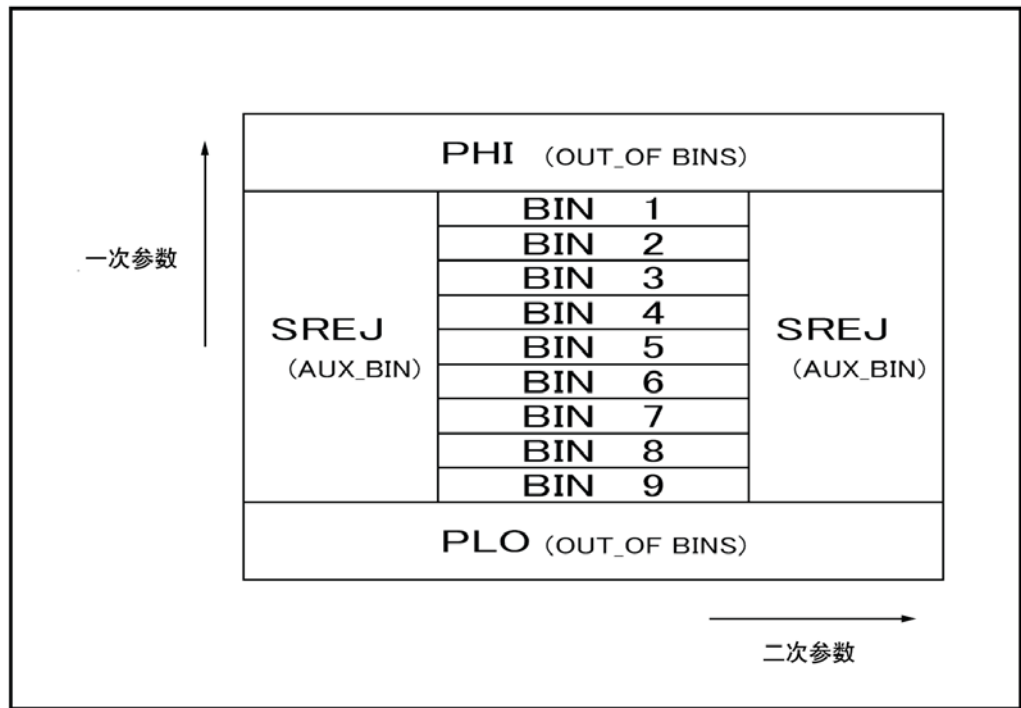 PHI (OUT_OF BINS)
BIN 1
BIN 2
一次参数
BIN 3
BIN 4
SREJ
SREJ
BIN 5
(AUX_BIN)
(AUX_BIN)
BIN 6
BIN 7
BIN 8
BIN 9
PLO (OUT_OF BINS)
二次参数